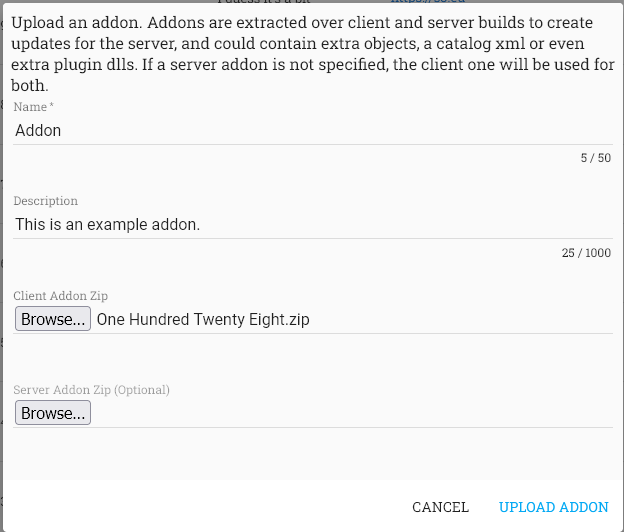 Upload an addon. Addons are extracted over client and server builds to create
updates for the server, and could contain extra objects, a catalog xml or even
extra plugin dlls. If a server addon is not specified, the client one will be used for
both.
Name *
Addon
5 / 50
Description
This is an example addon.
25 / 1000
Client Addon Zip
Browse... One Hundred Twenty Eight.zip
Server Addon Zip (Optional)
Browse...
CANCEL UPLOAD ADDON